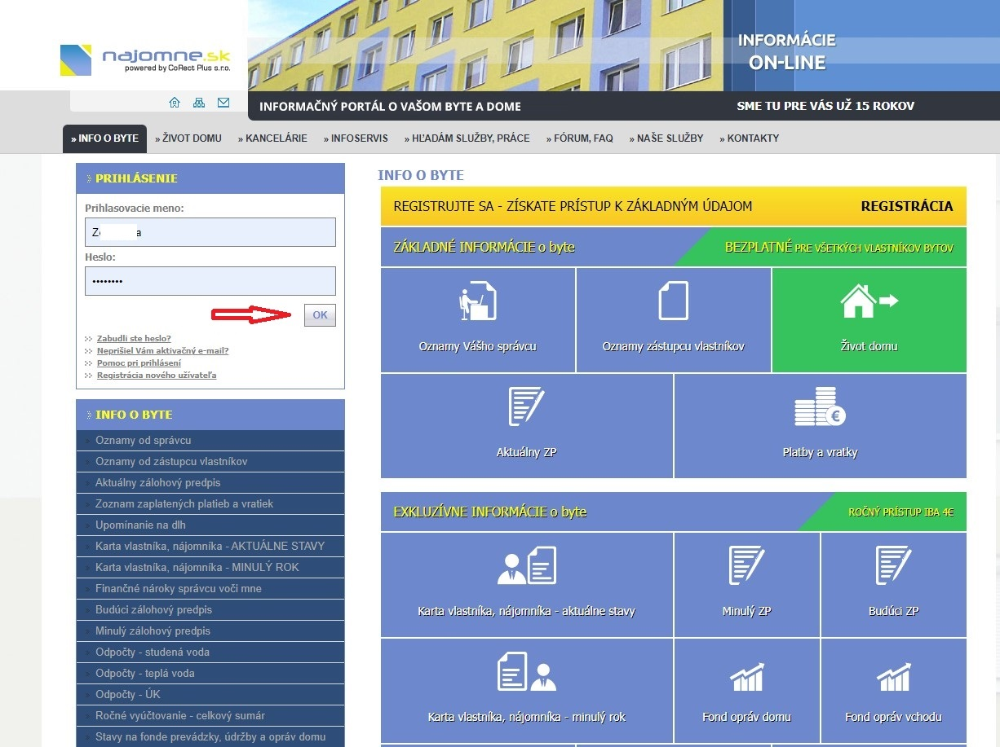 najomne.sk
powered by CoRect Plus s.r.o.
INFORMÁCIE
ON-LINE
INFORMAČNÝ PORTÁL O VAŠOM BYTE A DOME
SME TU PRE VÁS UŽ 15 ROKOV
» INFO O BYTE » ŽIVOT DOMU » KANCELÁRIE » INFOSERVIS » HĽADÁM SLUŽBY, PRÁCE » FÓRUM, FAQ » NAŠE SLUŽBY » KONTAKTY
PRIHLÁSENIE
Prihlasovacie meno:
Heslo:
••••••••
OK
Zabudli ste heslo?
Neprišiel Vám aktivačný e-mail?
Pomoc pri prihlásení
Registrácia nového užívateľa
INFO O BYTE
Oznamy od správcu
Oznamy od zástupcu vlastníkov
Aktuálny zálohový predpis
Zoznam zaplatených platieb a vratiek
Upomínanie na dlh
Karta vlastníka, nájomníka - AKTUÁLNE STAVY
Karta vlastníka, nájomníka - MINULÝ ROK
Finančné nároky správcu voči mne
Budúci zálohový predpis
Minulý zálohový predpis
Odpočty - studená voda
Odpočty - teplá voda
Odpočty - ÚK
Ročné vyúčtovanie - celkový sumár
Stavy na fonde prevádzky, údržby a opráv domu
INFO O BYTE
REGISTRUJTE SA - ZÍSKATE PRÍSTUP K ZÁKLADNÝM ÚDAJOM REGISTRÁCIA
ZÁKLADNÉ INFORMÁCIE o byte BEZPLATNÉ PRE VŠETKÝCH VLASTNÍKOV BYTOV
Oznamy Vášho správcu
Oznamy zástupcu vlastníkov
Život domu
Aktuálny ZP
€
Platby a vratky
EXKLUZÍVNE INFORMÁCIE o byte ROČNÝ PRÍSTUP IBA 4€
Karta vlastníka, nájomníka - aktuálne stavy
Minulý ZP
Budúci ZP
Karta vlastníka, nájomníka - minulý rok
Fond opráv domu
Fond opráv vchodu